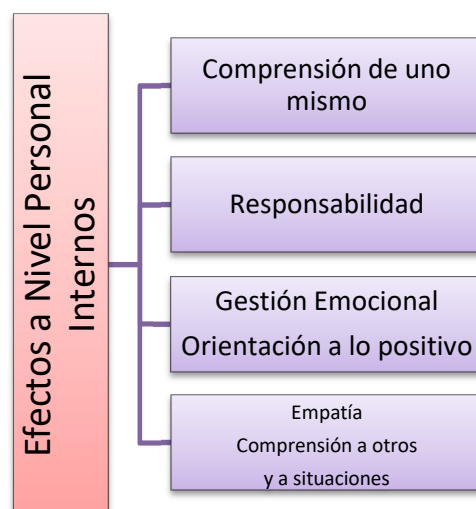 Efectos a Nivel Personal
Internos
Comprensión de uno
mismo
Responsabilidad
Gestión Emocional
Orientación a lo positivo
Empatía
Comprensión a otros
y a situaciones